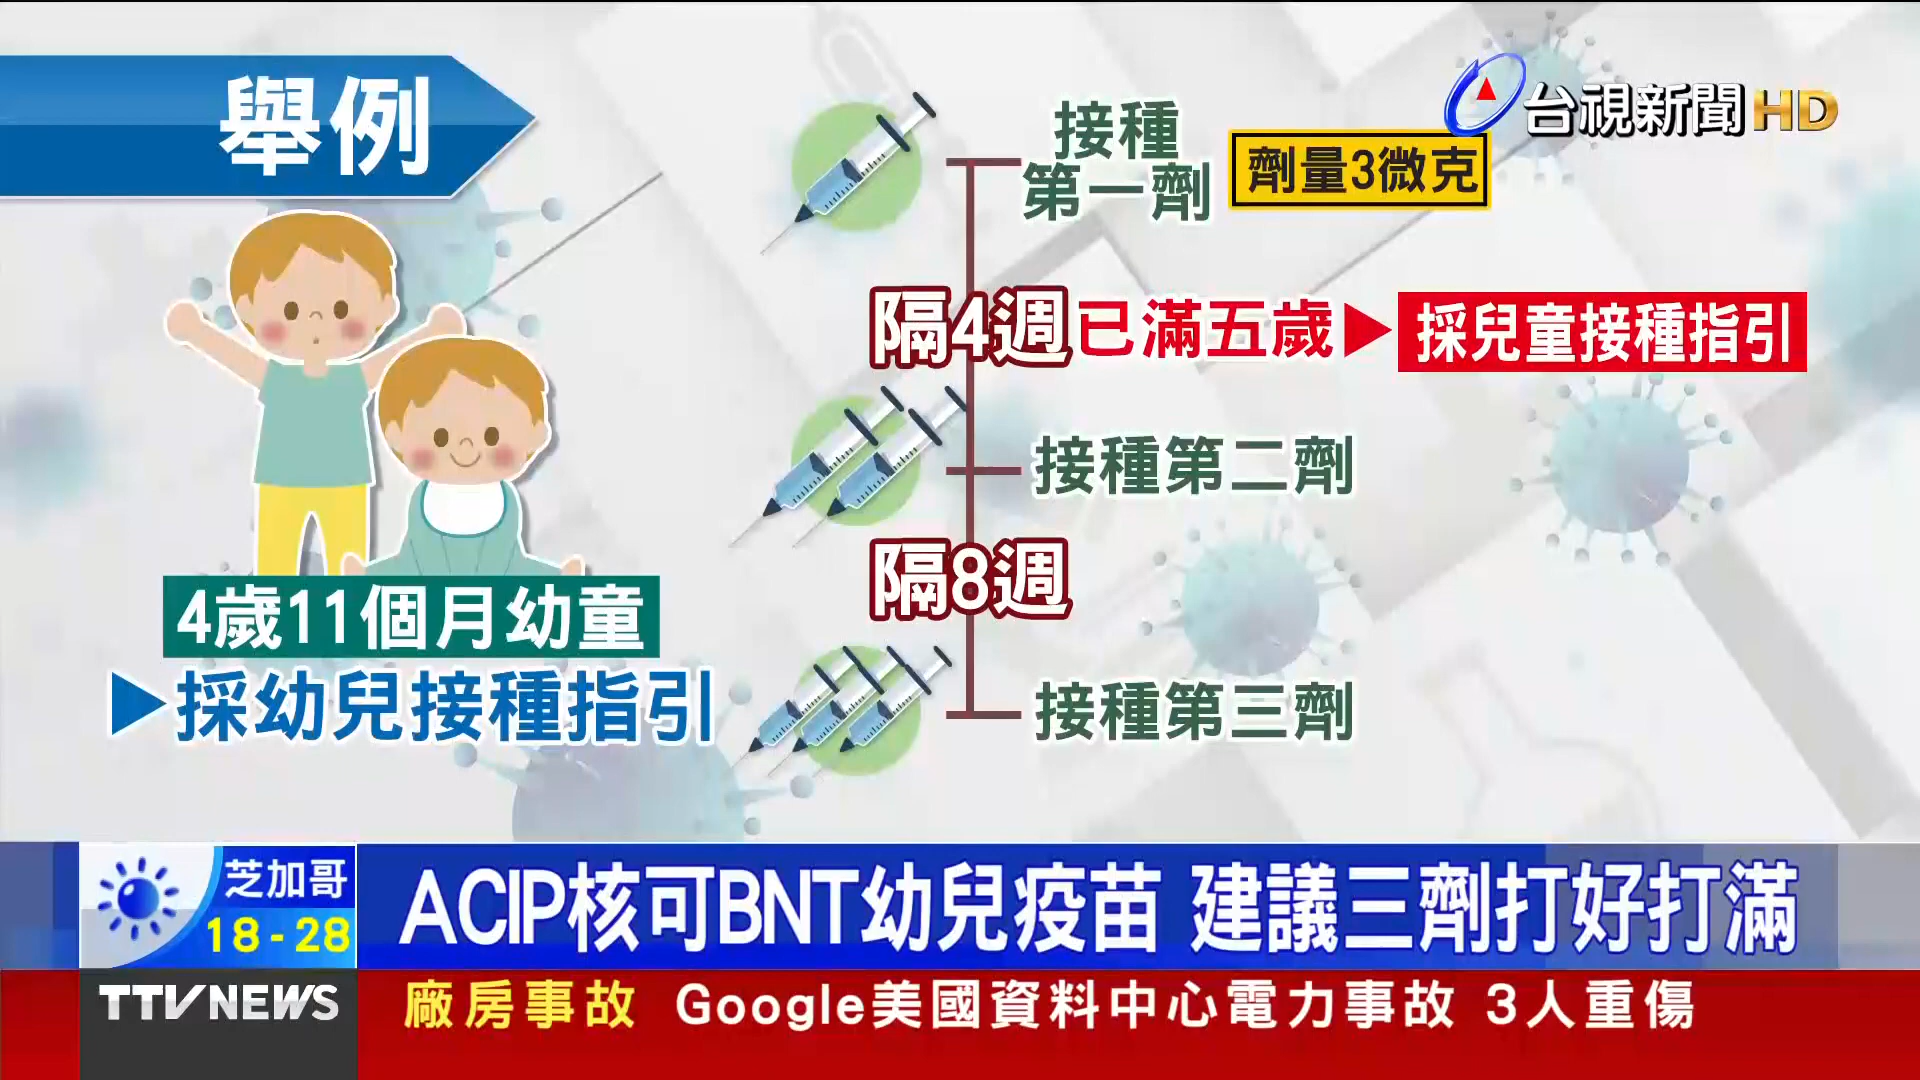 舉例
台視新聞HD
接種
第一劑
劑量3微克
隔4週
已滿五歲▶採兒童接種指引
接種第二劑
隔8週
接種第三劑
4歲11個月幼童
▶採幼兒接種指引
芝加哥
18-28
ACIP核可BNT幼兒疫苗 建議三劑打好打滿
TTV NEWS
廠房事故 Google美國資料中心電力事故 3人重傷